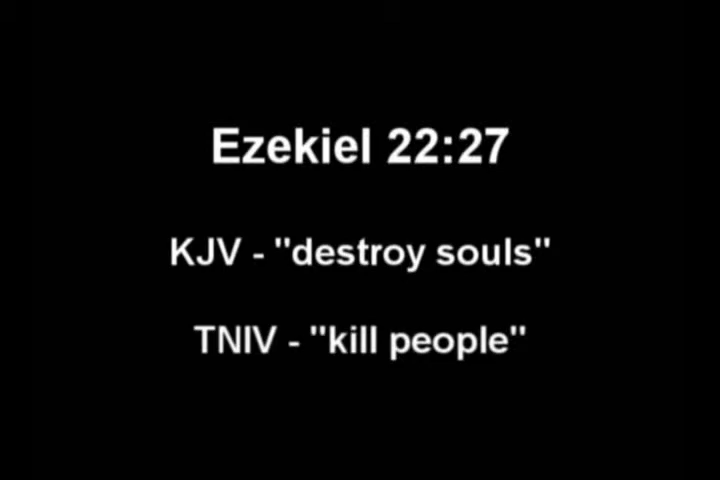 Ezekiel 22:27
KJV - "destroy souls"
TNIV - "kill people"